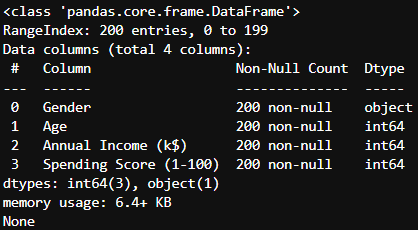 <class 'pandas.core.frame.DataFrame'>
RangeIndex: 200 entries, 0 to 199
Data columns (total 4 columns):
 #   Column                  Non-Null Count  Dtype
---  ------                  --------------  -----
 0   Gender                  200 non-null    object
 1   Age                     200 non-null    int64
 2   Annual Income (k$)      200 non-null    int64
 3   Spending Score (1-100)  200 non-null    int64
dtypes: int64(3), object(1)
memory usage: 6.4+ KB
None